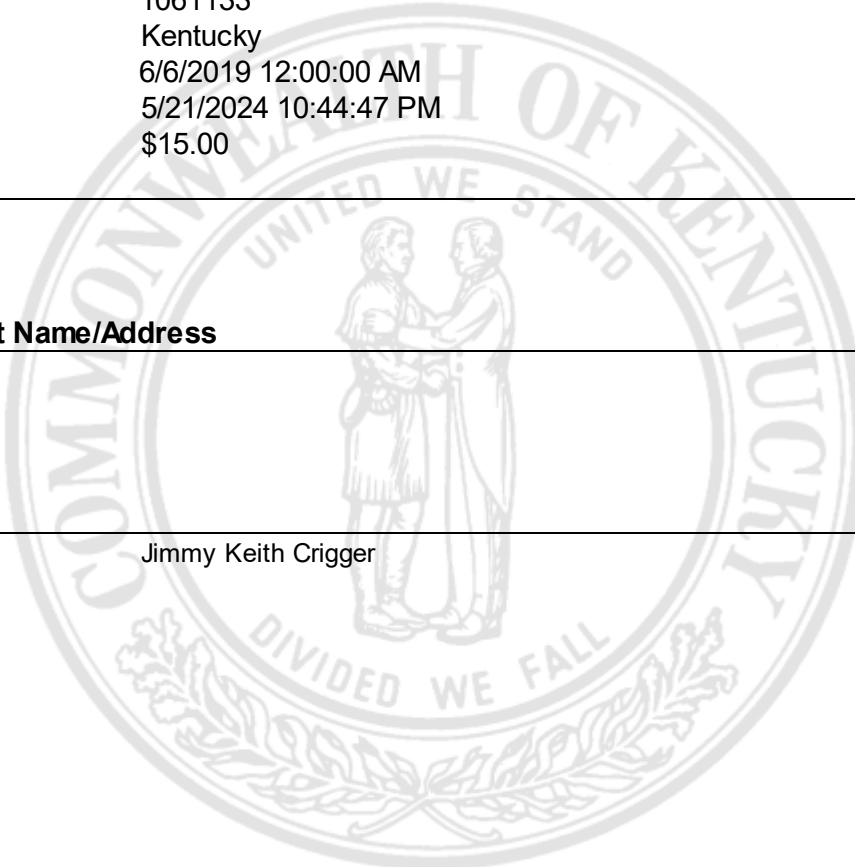 Kentucky
6/6/2019 12:00:00 AM
5/21/2024 10:44:47 PM
$15.00
t Name/Address
Jimmy Keith Crigger
COMMONWEALTH OF KENTUCKY
UNITED WE STAND
DIVIDED WE FALL